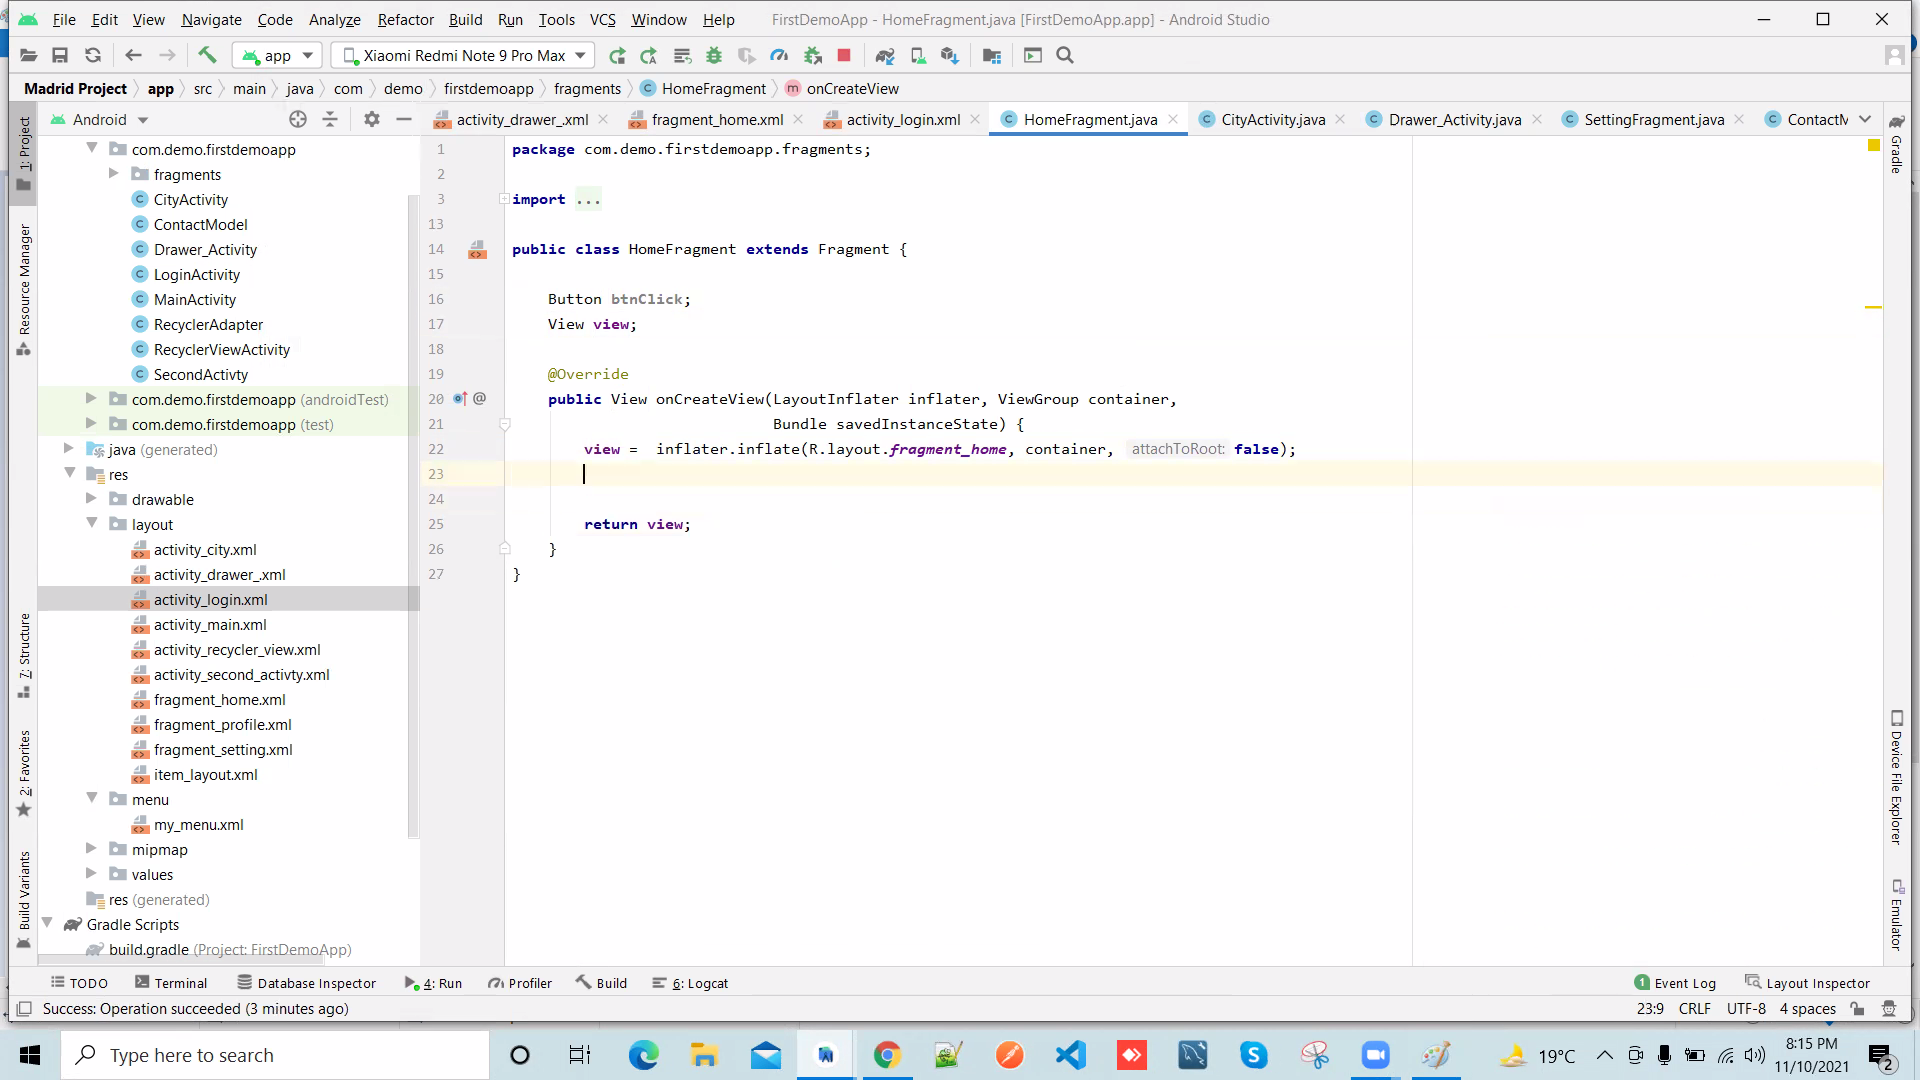 File Edit View Navigate Code Analyze Refactor Build Run Tools VCS Window Help FirstDemoApp - HomeFragment.java [FirstDemoApp.app] - Android Studio
app Xiaomi Redmi Note 9 Pro Max
Madrid Project app src main java com demo firstdemoapp fragments HomeFragment onCreateView
Android
activity_drawer_.xml fragment_home.xml activity_login.xml HomeFragment.java CityActivity.java Drawer_Activity.java SettingFragment.java ContactM
1: Project
Resource Manager
7: Structure
2: Favorites
Build Variants
com.demo.firstdemoapp
fragments
CityActivity
ContactModel
Drawer_Activity
LoginActivity
MainActivity
RecyclerAdapter
RecyclerViewActivity
SecondActivty
com.demo.firstdemoapp (androidTest)
com.demo.firstdemoapp (test)
java (generated)
res
drawable
layout
activity_city.xml
activity_drawer_.xml
activity_login.xml
activity_main.xml
activity_recycler_view.xml
activity_second_activty.xml
fragment_home.xml
fragment_profile.xml
fragment_setting.xml
item_layout.xml
menu
my_menu.xml
mipmap
values
res (generated)
Gradle Scripts
build.gradle (Project: FirstDemoApp)
1 package com.demo.firstdemoapp.fragments;
2
3 import ...
13
14 public class HomeFragment extends Fragment {
15
16 Button btnClick;
17 View view;
18
19 @Override
20 @ public View onCreateView(LayoutInflater inflater, ViewGroup container,
21 Bundle savedInstanceState) {
22 view = inflater.inflate(R.layout.fragment_home, container, attachToRoot: false);
23
24
25 return view;
26 }
27 }
Gradle
Device File Explorer
Emulator
TODO Terminal Database Inspector 4: Run Profiler Build 6: Logcat 1 Event Log Layout Inspector
Success: Operation succeeded (3 minutes ago) 23:9 CRLF UTF-8 4 spaces
Type here to search 19°C 8:15 PM
11/10/2021 2